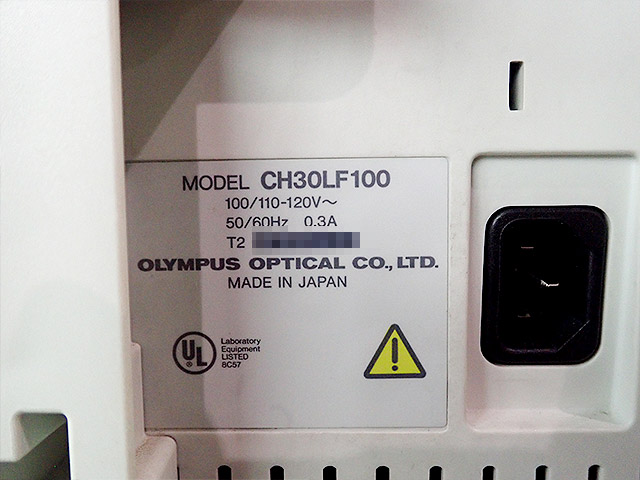 MODEL CH30LF100
100/110-120V～
50/60Hz 0.3A
T2
OLYMPUS OPTICAL CO., LTD.
MADE IN JAPAN
UL
®
Laboratory
Equipment
LISTED
8C57